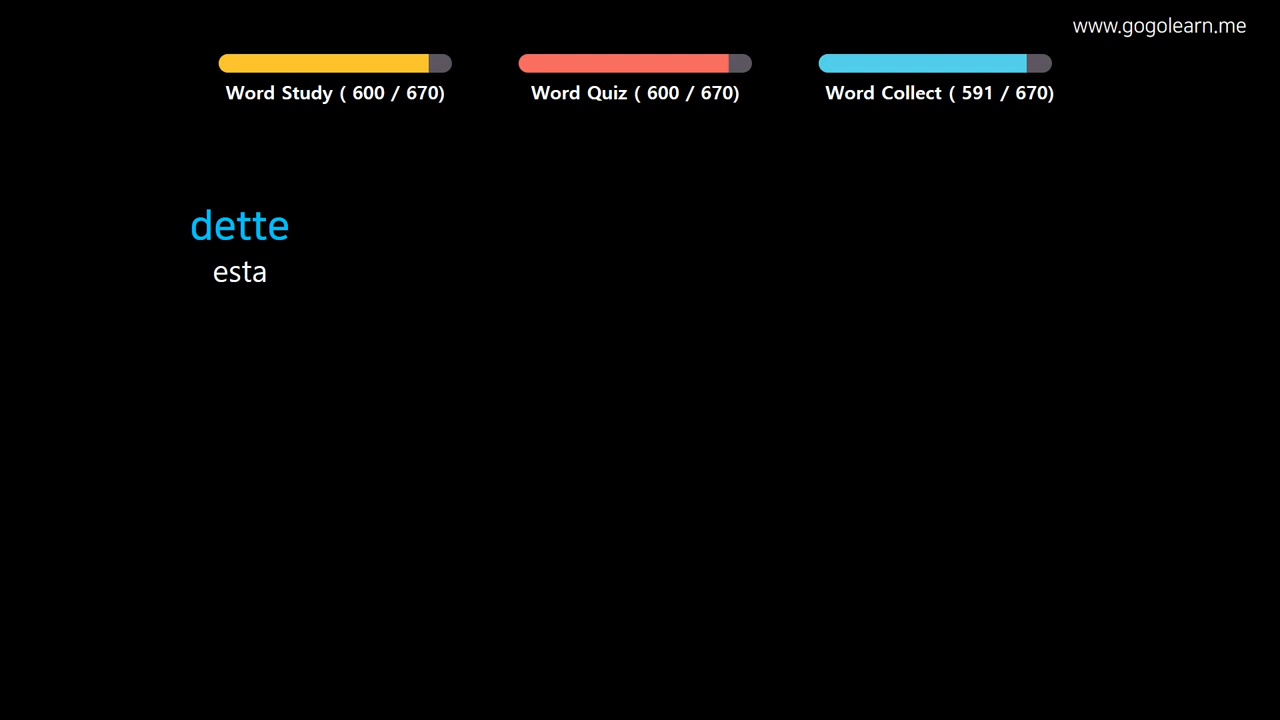 www.gogolearn.me
Word Study ( 600 / 670)
Word Quiz ( 600 / 670)
Word Collect ( 591 / 670)
dette
esta